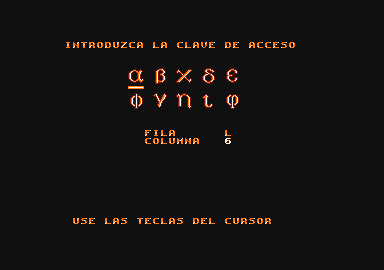 INTRODUZCA LA CLAVE DE ACCESO
α β χ δ ε
φ γ η ι φ
FILA L
COLUMNA 6
USE LAS TECLAS DEL CURSOR